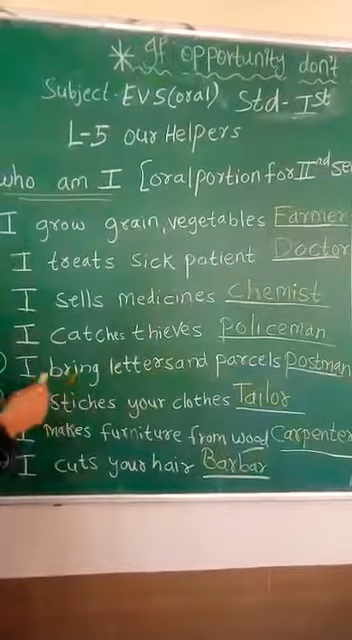 * If opportunity don't
Subject-EVS(oral) Std-Ist
L-5 our Helpers
who am I [oral portion for IInd se
I grow grain, vegetables Farmer
I treats sick patient Doctor
I sells medicines Chemist
I catches thieves policeman
I bring letters and parcels postman
stiches your clothes Tailor
I makes furniture from wood Carpenter
I cuts your hair Barbar